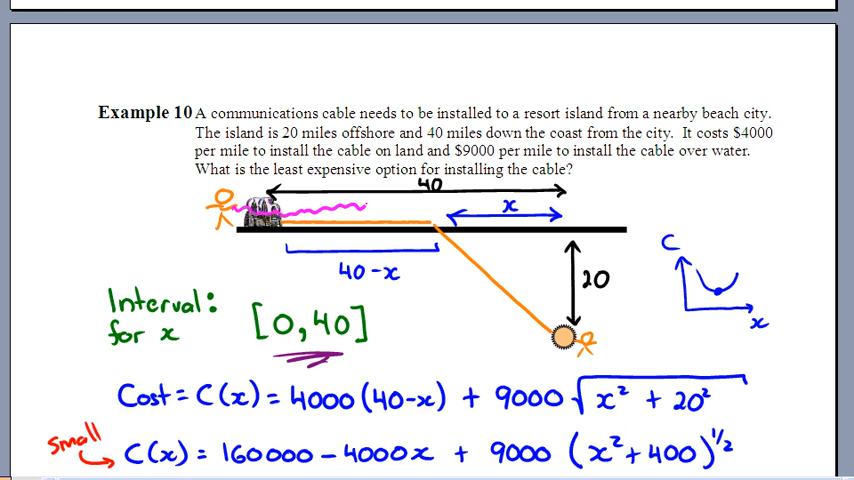 Example 10 A communications cable needs to be installed to a resort island from a nearby beach city.
The island is 20 miles offshore and 40 miles down the coast from the city. It costs $4000
per mile to install the cable on land and $9000 per mile to install the cable over water.
What is the least expensive option for installing the cable?
40
x
40-x
20
C
x
Interval:
for x
[0,40]
Cost = C(x) = 4000(40-x) + 9000 √x² + 20²
small
C(x) = 160000 - 4000x + 9000 (x²+400)^1/2